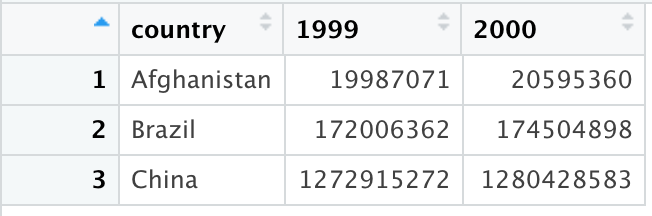 country 1999 2000
1 Afghanistan 19987071 20595360
2 Brazil 172006362 174504898
3 China 1272915272 1280428583